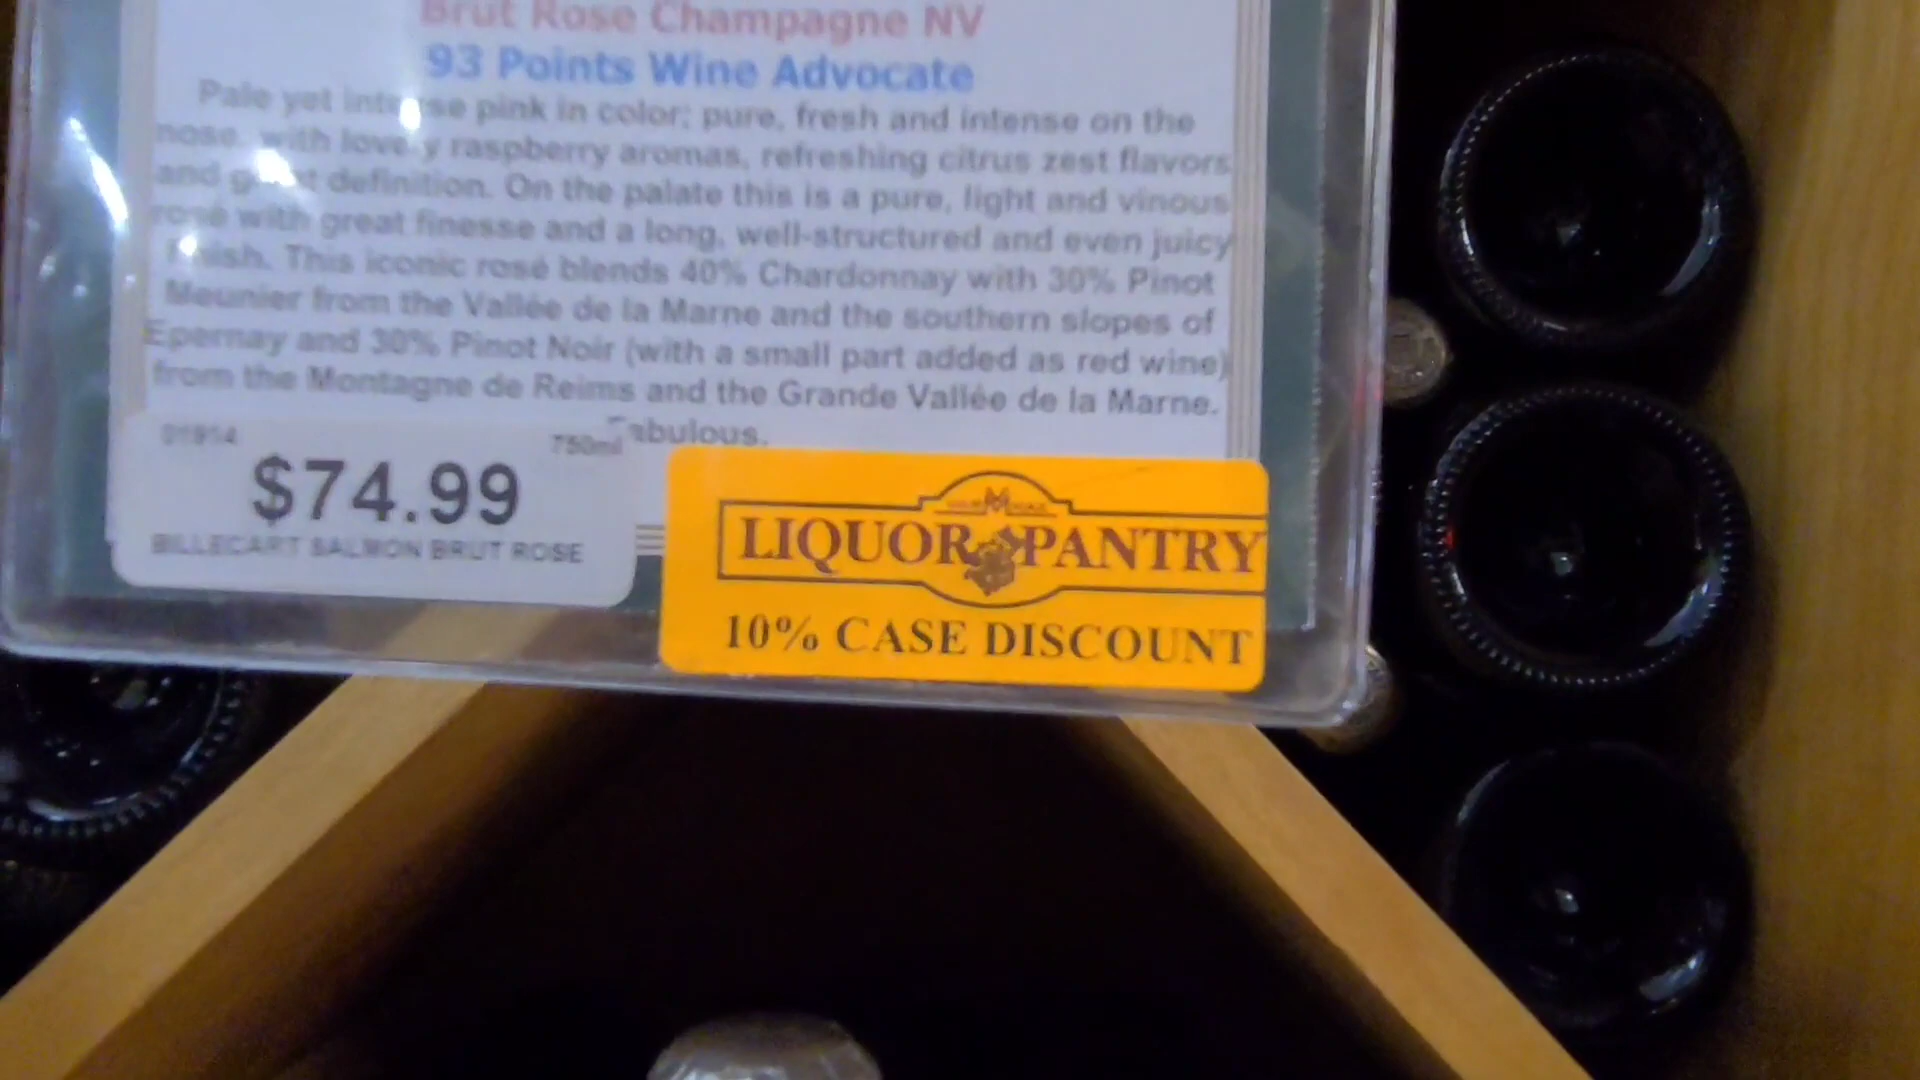 Brut Rose Champagne NV
93 Points Wine Advocate
Pale yet intense pink in color; pure, fresh and intense on the
nose, with lovely raspberry aromas, refreshing citrus zest flavors
and great definition. On the palate this is a pure, light and vinous
rosé with great finesse and a long, well-structured and even juicy
finish. This iconic rosé blends 40% Chardonnay with 30% Pinot
Meunier from the Vallée de la Marne and the southern slopes of
Epernay and 30% Pinot Noir (with a small part added as red wine)
from the Montagne de Reims and the Grande Vallée de la Marne.
Fabulous.
01914 750ml
$74.99
BILLECART SALMON BRUT ROSE
LIQUOR PANTRY
10% CASE DISCOUNT